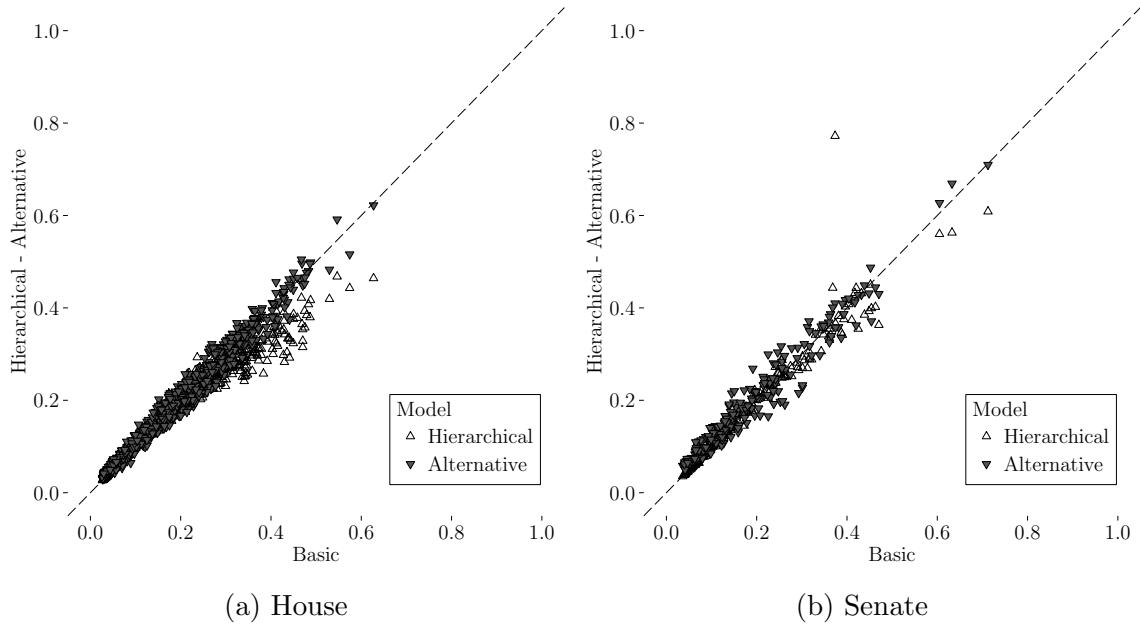 1.0
0.8
0.6
0.4
0.2
0.0
Hierarchical - Alternative
0.0 0.2 0.4 0.6 0.8 1.0
Basic
Model
Hierarchical
Alternative
(a) House
1.0
0.8
0.6
0.4
0.2
0.0
Hierarchical - Alternative
0.0 0.2 0.4 0.6 0.8 1.0
Basic
Model
Hierarchical
Alternative
(b) Senate